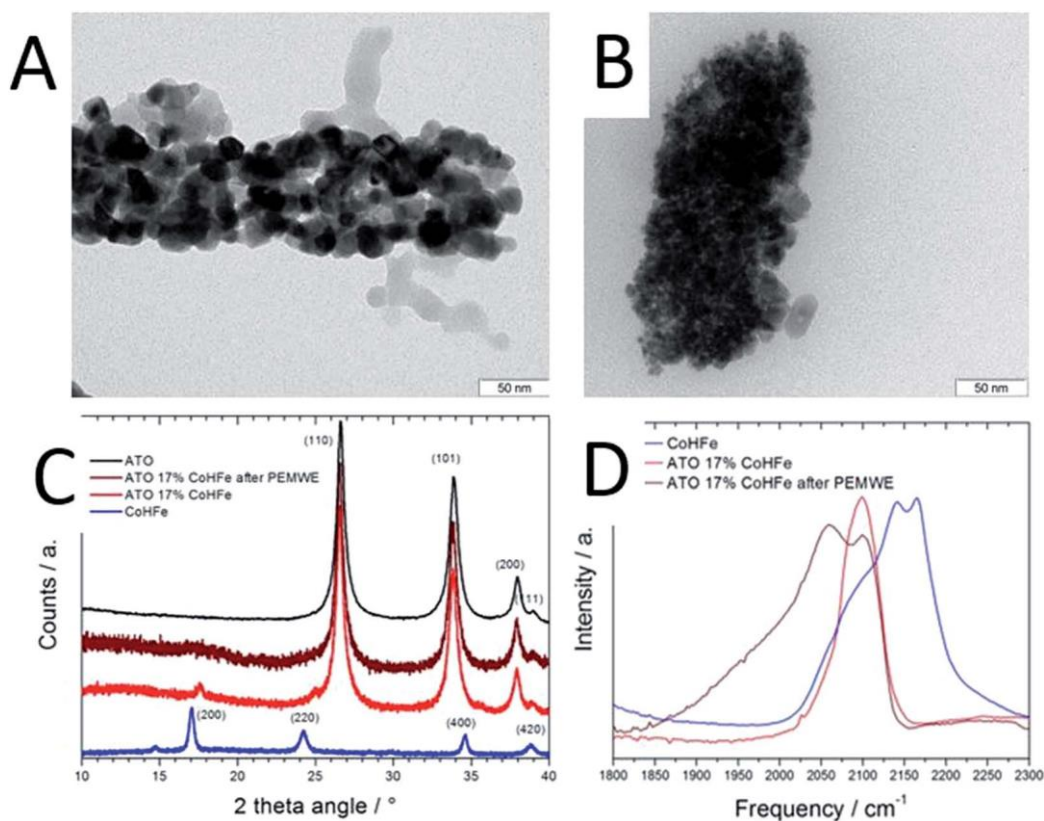 A
50 nm
B
50 nm
C
ATO
ATO 17% CoHFe after PEMWE
ATO 17% CoHFe
CoHFe
(110)
(101)
(200)
(200)
(220)
(400)
(420)
Counts / a.
10 15 20 25 30 35 40
2 theta angle / °
D
CoHFe
ATO 17% CoHFe
ATO 17% CoHFe after PEMWE
Intensity / a.
1800 1850 1900 1950 2000 2050 2100 2150 2200 2250 2300
Frequency / cm⁻¹